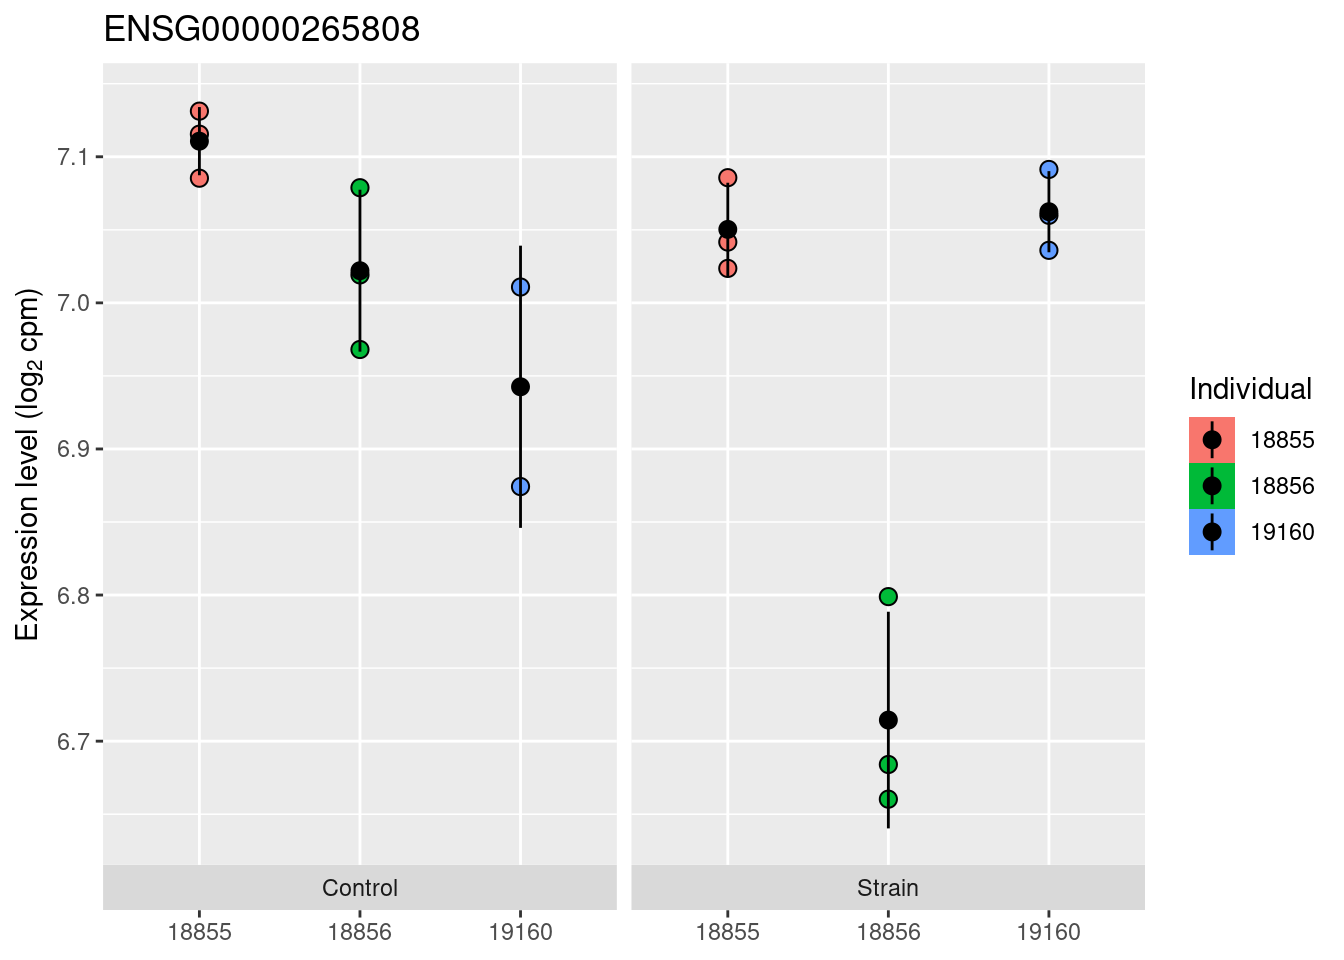 ENSG00000265808
Expression level (log₂ cpm)
7.1
7.0
6.9
6.8
6.7
Control
Strain
18855
18856
19160
18855
18856
19160
Individual
18855
18856
19160